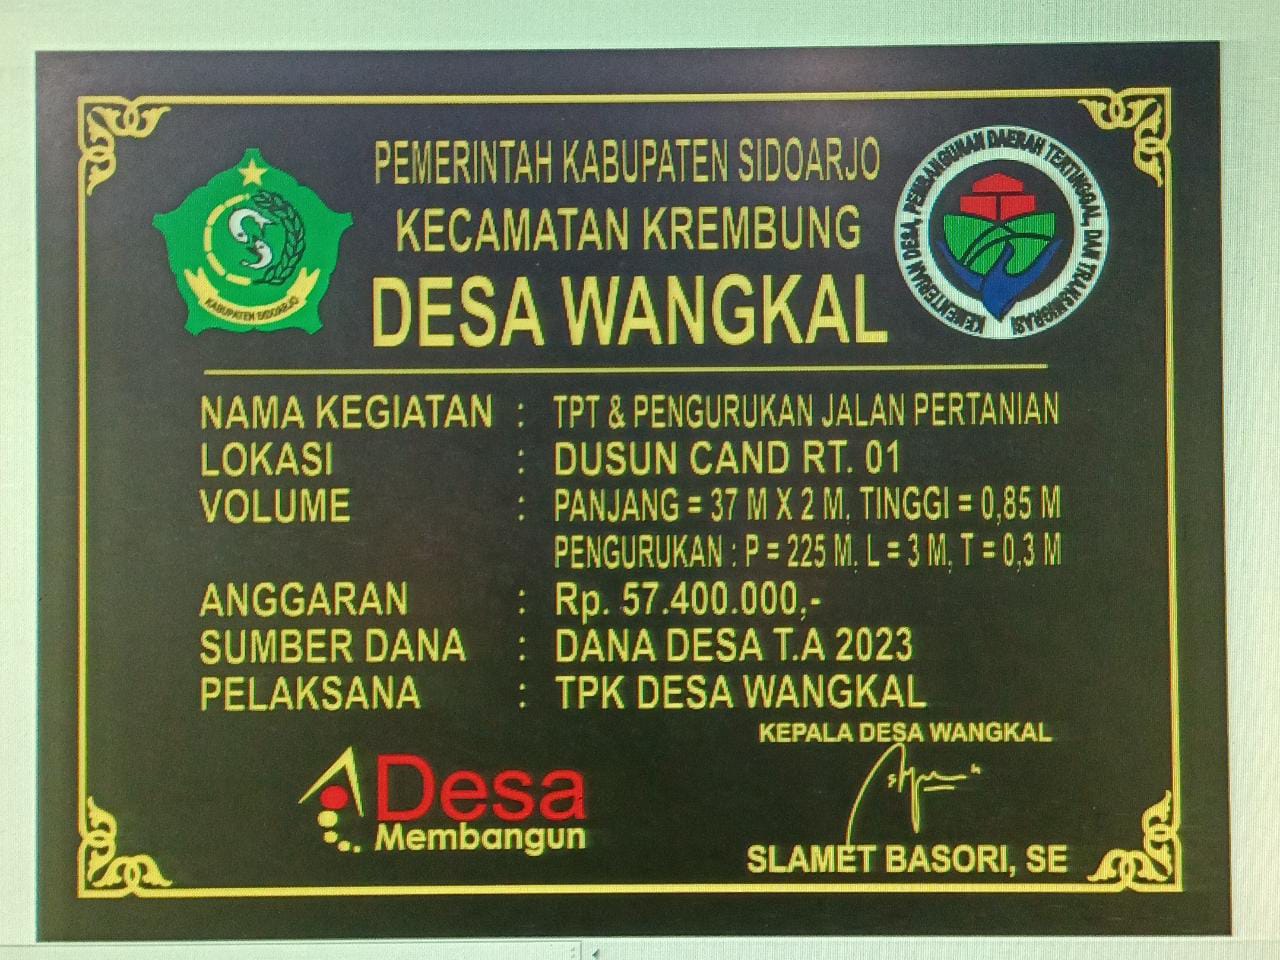 PEMERINTAH KABUPATEN SIDOARJO
KECAMATAN KREMBUNG
DESA WANGKAL
KABUPATEN SIDOARJO
KEMENTERIAN DESA, PEMBANGUNAN DAERAH TERTINGGAL, DAN TRANSMIGRASI
NAMA KEGIATAN : TPT & PENGURUKAN JALAN PERTANIAN
LOKASI : DUSUN CAND RT. 01
VOLUME : PANJANG = 37 M X 2 M, TINGGI = 0,85 M
PENGURUKAN : P = 225 M, L = 3 M, T = 0,3 M
ANGGARAN : Rp. 57.400.000,-
SUMBER DANA : DANA DESA T.A 2023
PELAKSANA : TPK DESA WANGKAL
KEPALA DESA WANGKAL
Desa
Membangun
SLAMET BASORI, SE